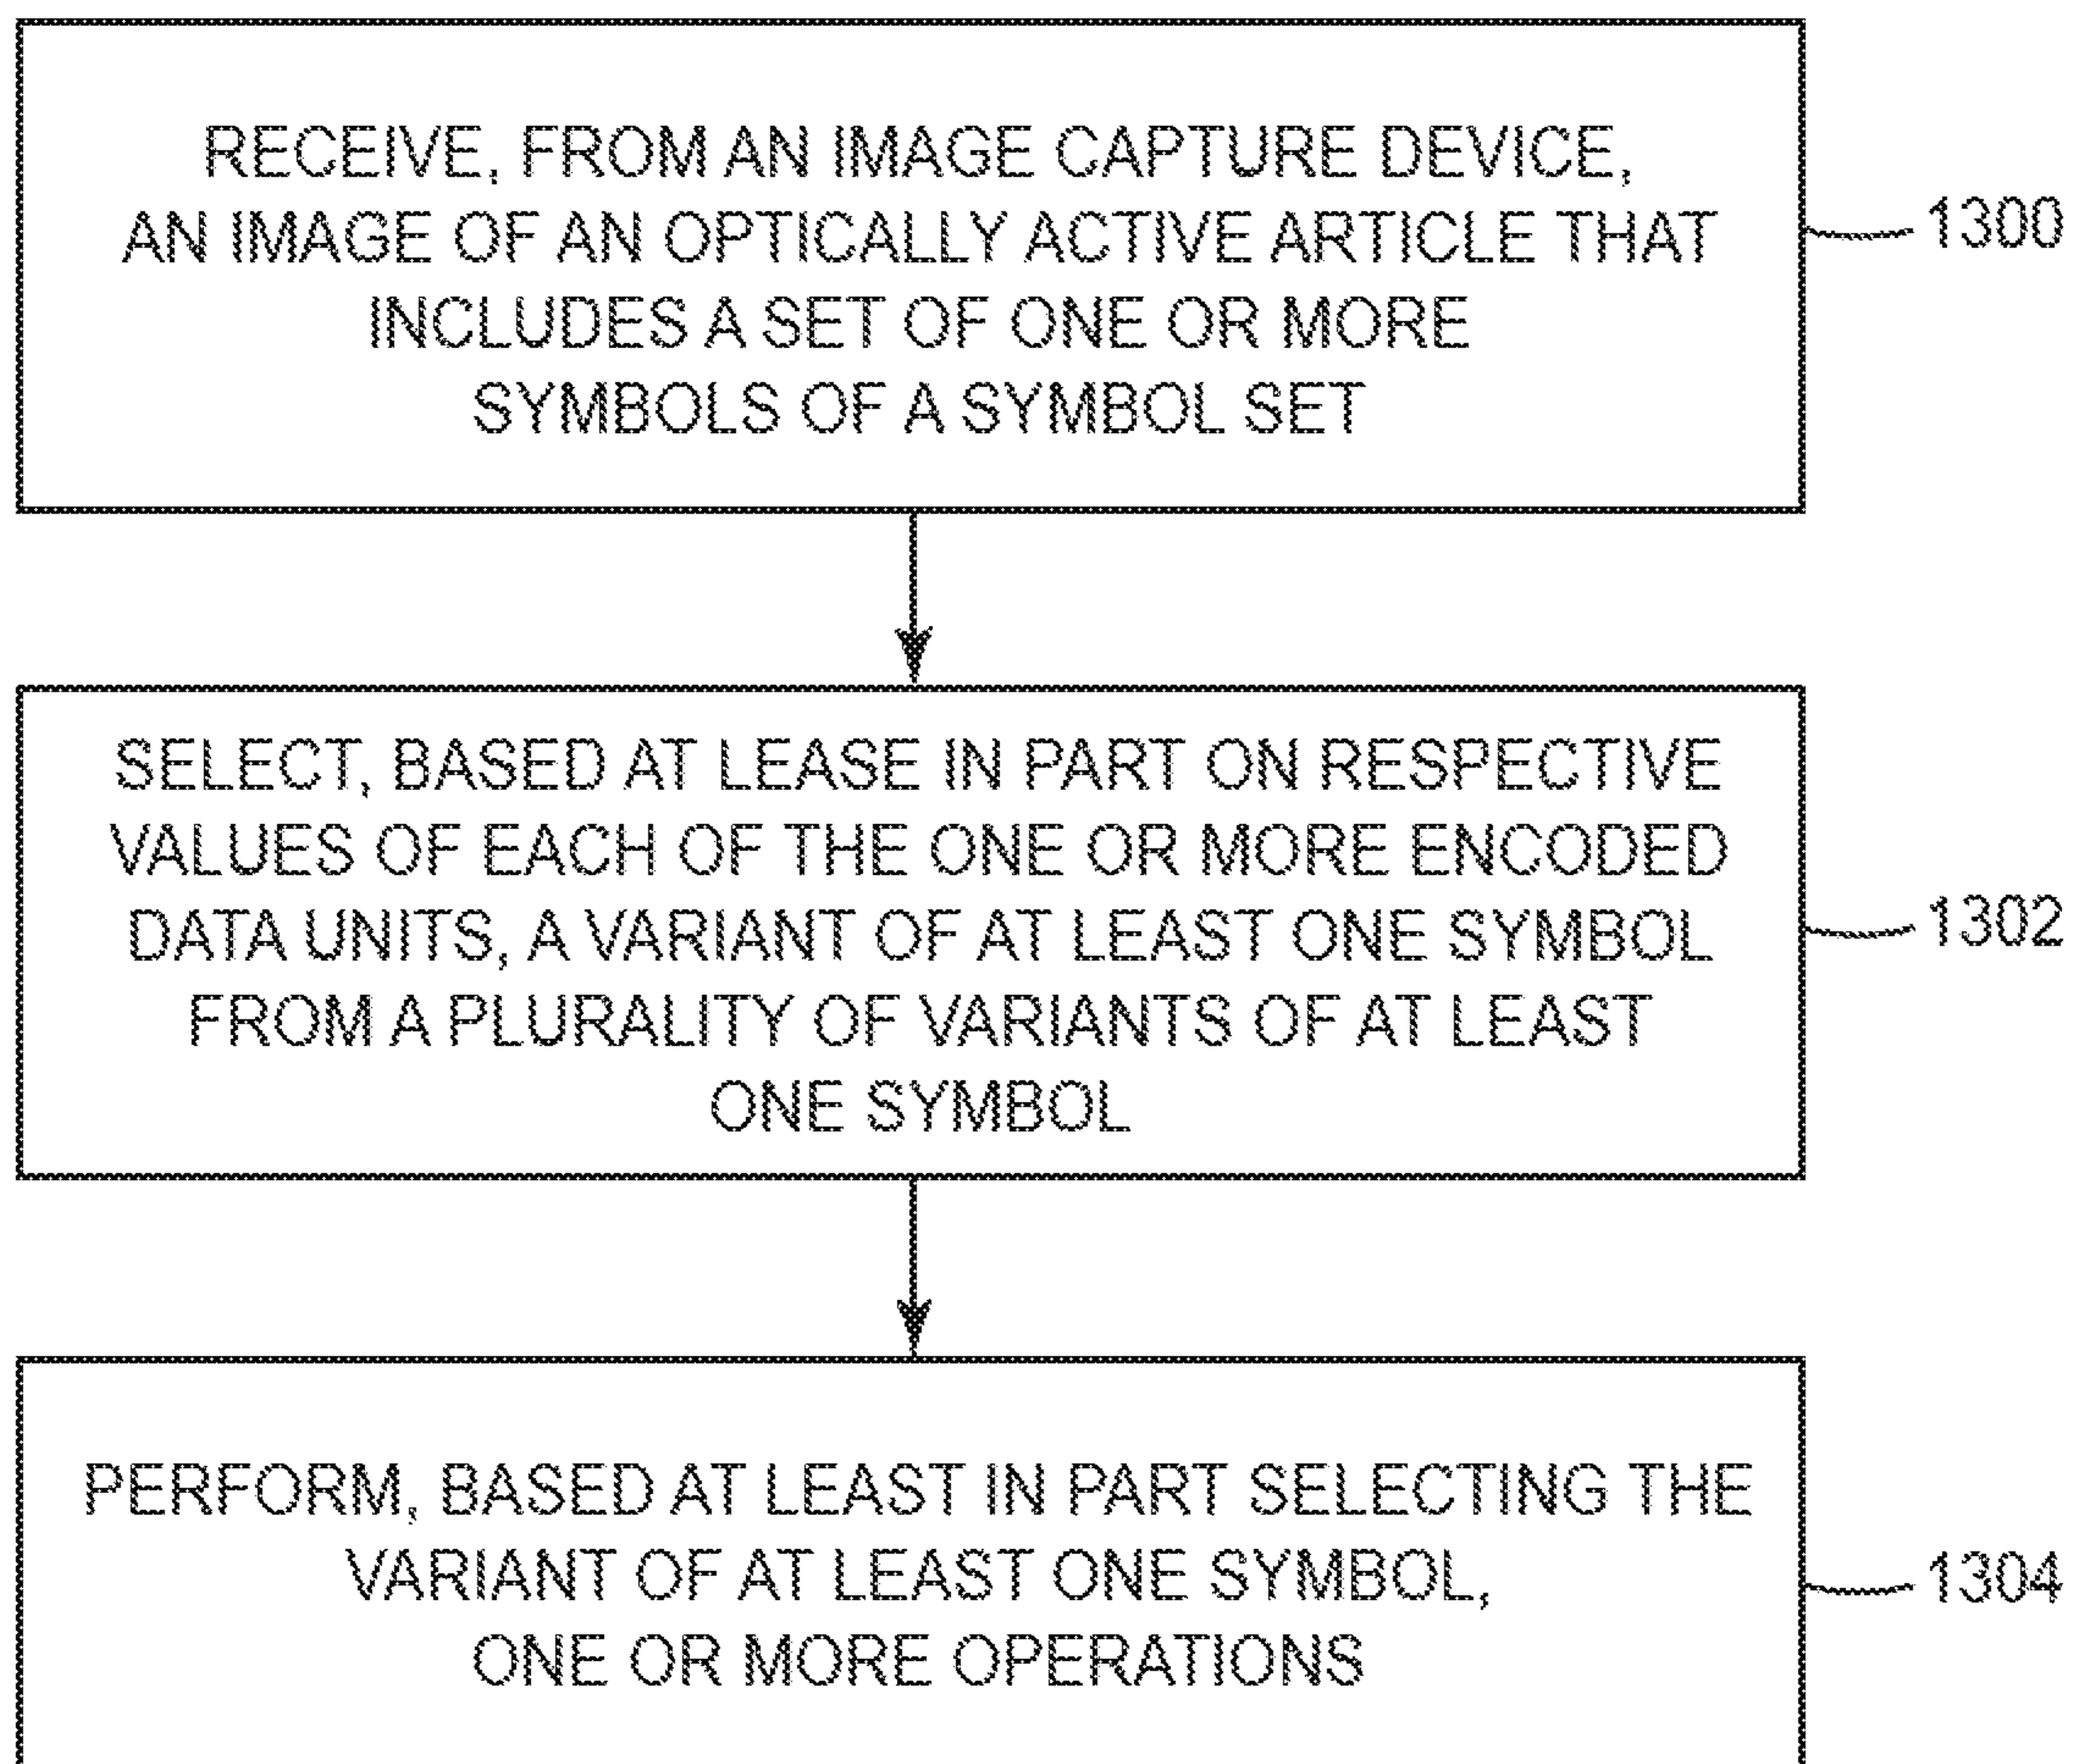 RECEIVE, FROM AN IMAGE CAPTURE DEVICE,
AN IMAGE OF AN OPTICALLY ACTIVE ARTICLE THAT
INCLUDES A SET OF ONE OR MORE
SYMBOLS OF A SYMBOL SET
1300
SELECT, BASED AT LEASE IN PART ON RESPECTIVE
VALUES OF EACH OF THE ONE OR MORE ENCODED
DATA UNITS, A VARIANT OF AT LEAST ONE SYMBOL
FROM A PLURALITY OF VARIANTS OF AT LEAST
ONE SYMBOL
1302
PERFORM, BASED AT LEAST IN PART SELECTING THE
VARIANT OF AT LEAST ONE SYMBOL,
ONE OR MORE OPERATIONS
1304